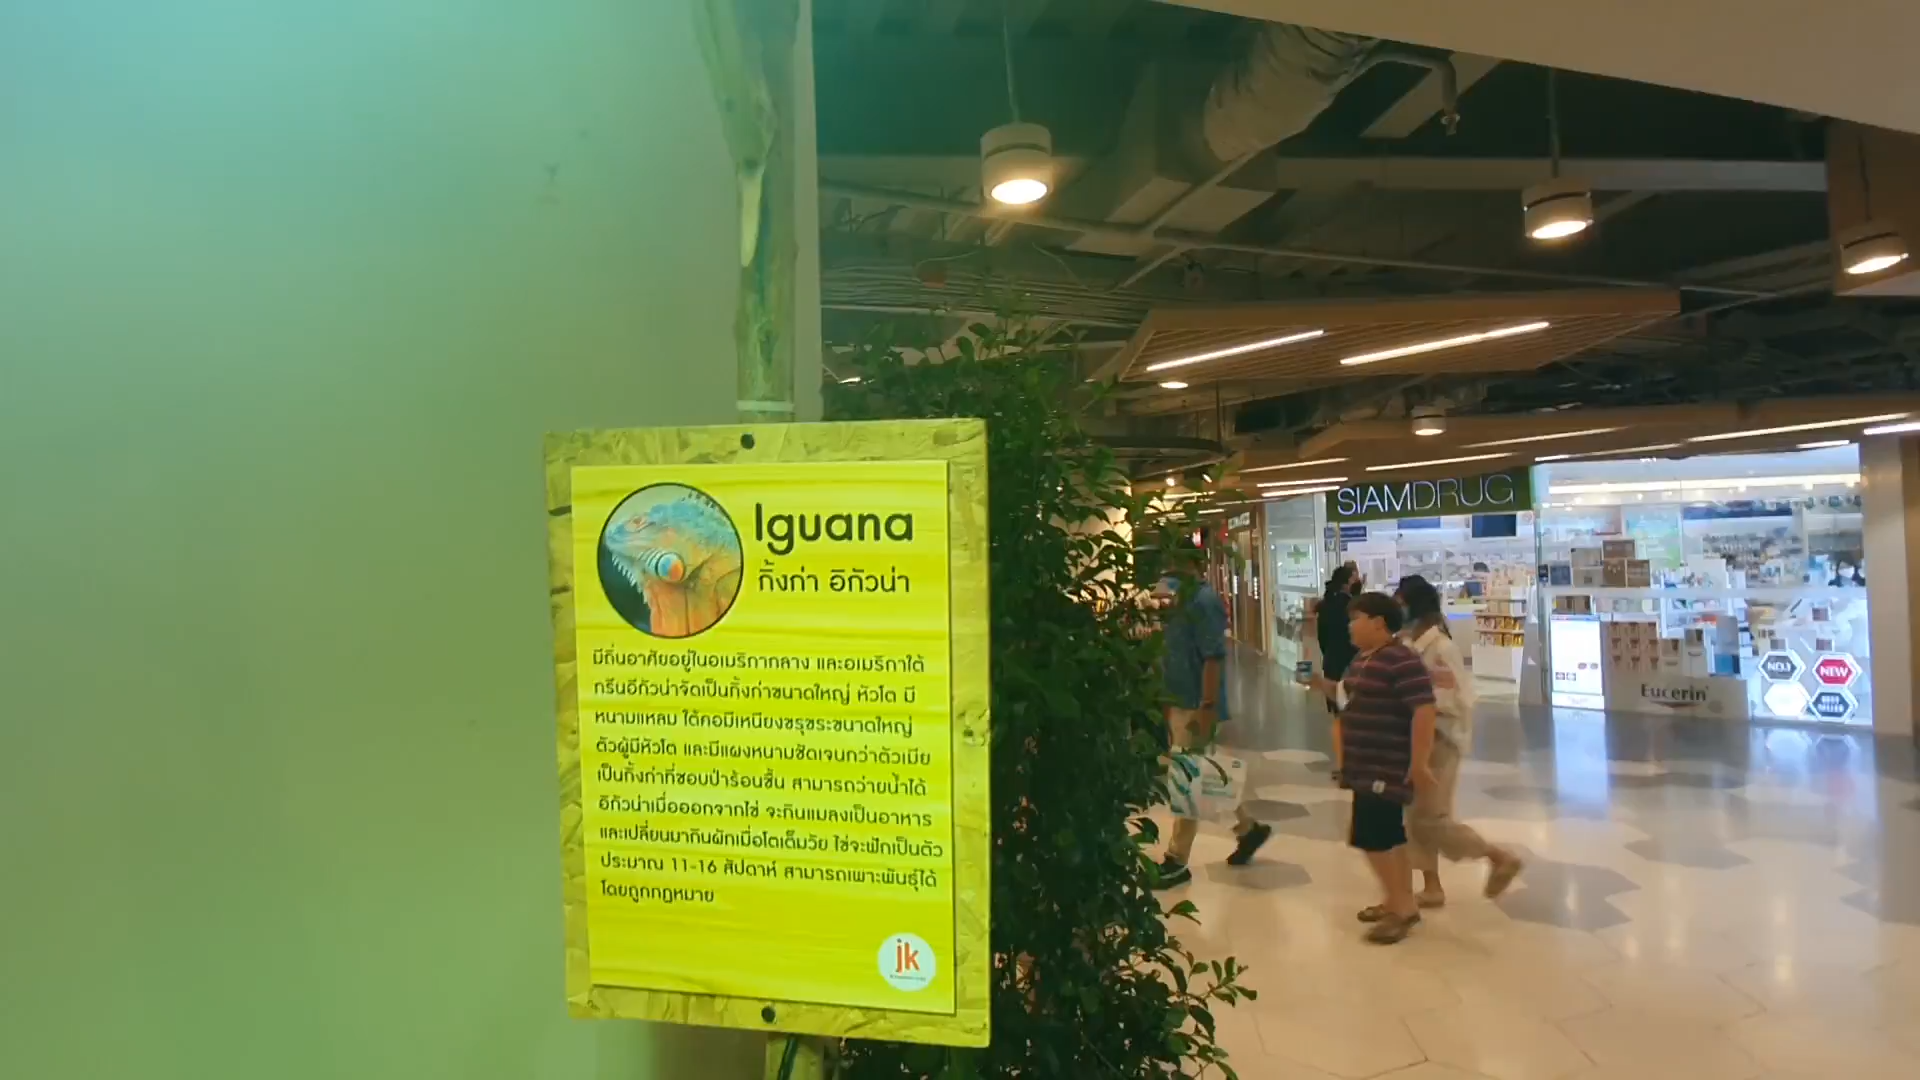 Iguana
กิ้งก่า อิกัวน่า
มีถิ่นอาศัยอยู่ในอเมริกากลาง และอเมริกาใต้
กรีนอีกัวน่าจัดเป็นกิ้งก่าขนาดใหญ่ หัวโต มี
หนามแหลม ใต้คอมีเหนียงขรุขระขนาดใหญ่
ตัวผู้มีหัวโต และมีแผงหนามชัดเจนกว่าตัวเมีย
เป็นกิ้งก่าที่ชอบป่าร้อนชื้น สามารถว่ายน้ำได้
อิกัวน่าเมื่อออกจากไข่ จะกินแมลงเป็นอาหาร
และเปลี่ยนมากินผักเมื่อโตเต็มวัย ไข่จะฟักเป็นตัว
ประมาณ 11-16 สัปดาห์ สามารถเพาะพันธุ์ได้
โดยถูกกฎหมาย
jk
SIAMDRUG
Eucerin
NO.1
NEW